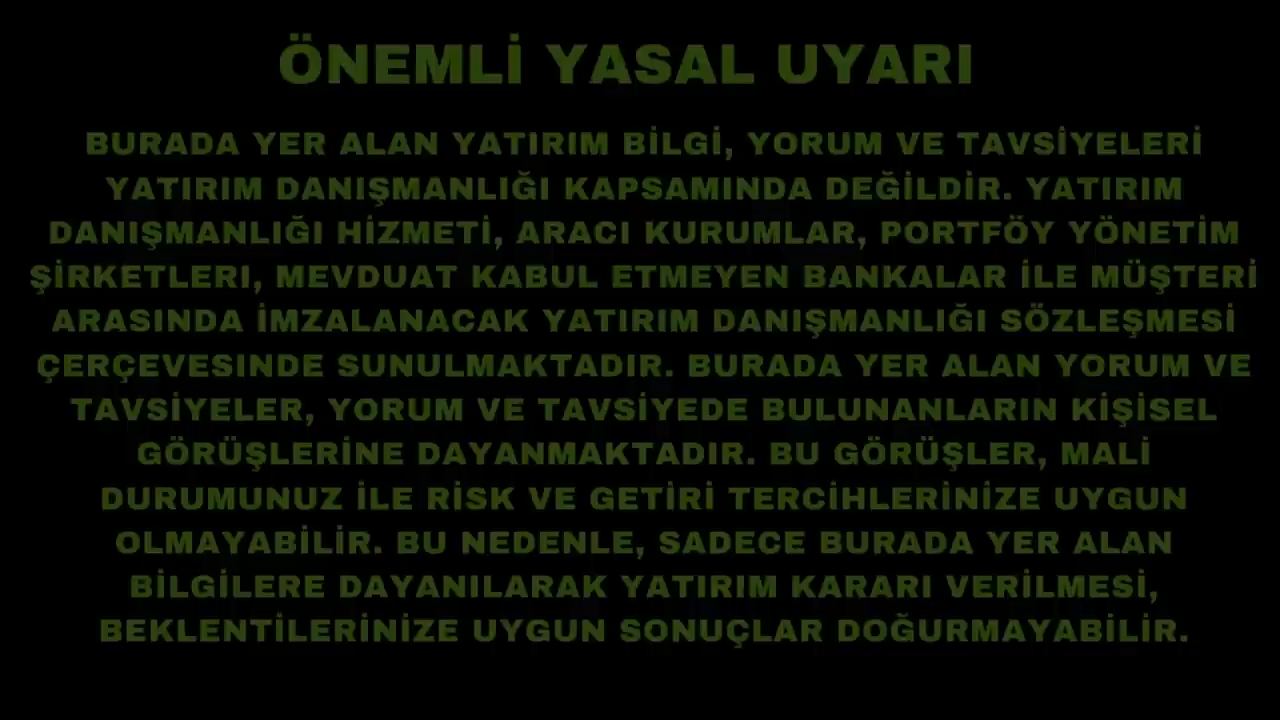 ÖNEMLİ YASAL UYARI
BURADA YER ALAN YATIRIM BİLGİ, YORUM VE TAVSİYELERİ
YATIRIM DANIŞMANLIĞI KAPSAMINDA DEĞİLDİR. YATIRIM
DANIŞMANLIĞI HİZMETİ, ARACI KURUMLAR, PORTFÖY YÖNETİM
ŞİRKETLERI, MEVDUAT KABUL ETMEYEN BANKALAR İLE MÜŞTERİ
ARASINDA İMZALANACAK YATIRIM DANIŞMANLIĞI SÖZLEŞMESİ
ÇERÇEVESINDE SUNULMAKTADIR. BURADA YER ALAN YORUM VE
TAVSİYELER, YORUM VE TAVSİYEDE BULUNANLARIN KİŞİSEL
GÖRÜŞLERİNE DAYANMAKTADIR. BU GÖRÜŞLER, MALİ
DURUMUNUZ İLE RİSK VE GETİRİ TERCİHLERİNİZE UYGUN
OLMAYABİLİR. BU NEDENLE, SADECE BURADA YER ALAN
BİLGİLERE DAYANILARAK YATIRIM KARARI VERİLMESİ,
BEKLENTİLERİNİZE UYGUN SONUÇLAR DOĞURMAYABİLİR.